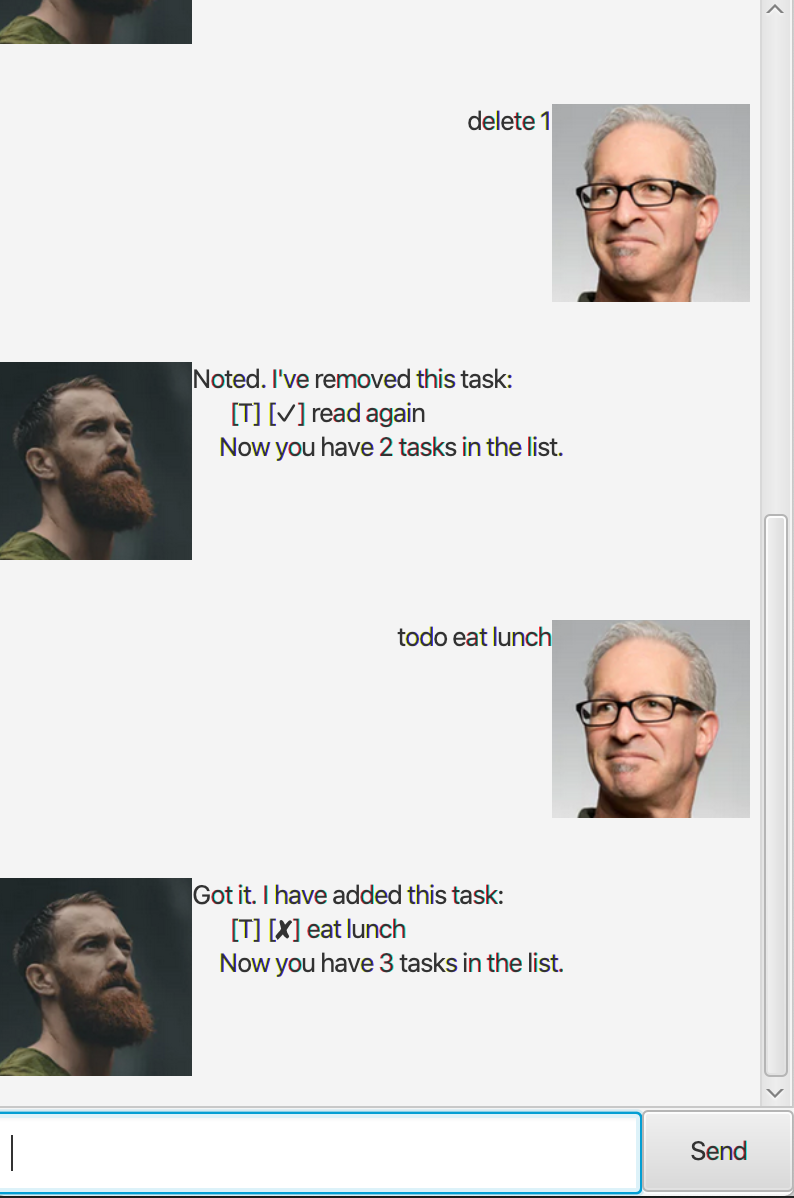 delete 1
Noted. I've removed this task:
[T] [✓] read again
Now you have 2 tasks in the list.
todo eat lunch
Got it. I have added this task:
[T] [✘] eat lunch
Now you have 3 tasks in the list.
Send